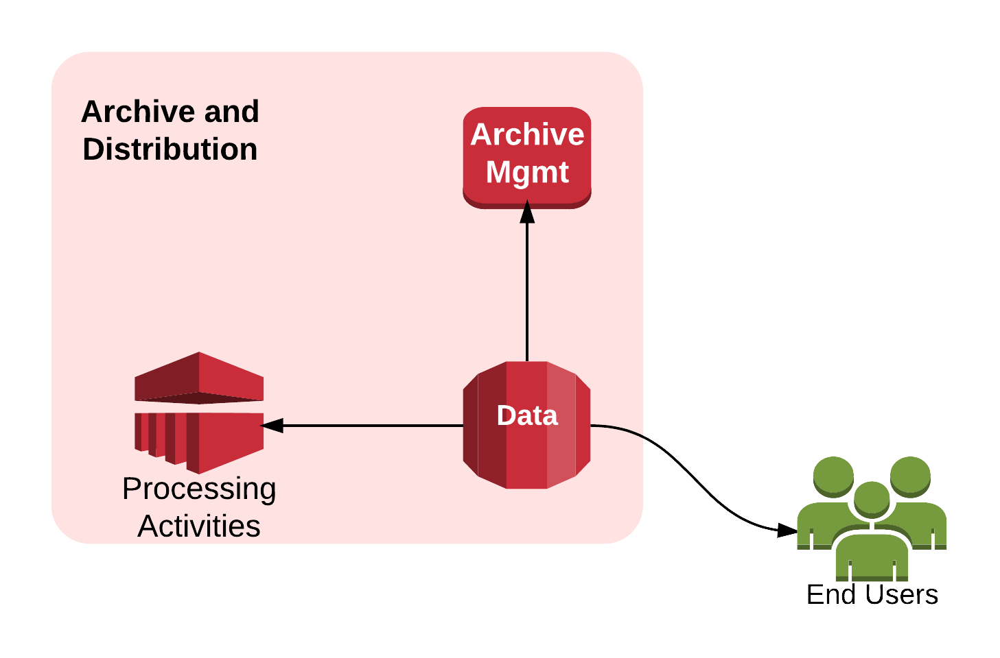 Archive and
Distribution
Archive
Mgmt
Data
Processing
Activities
End Users